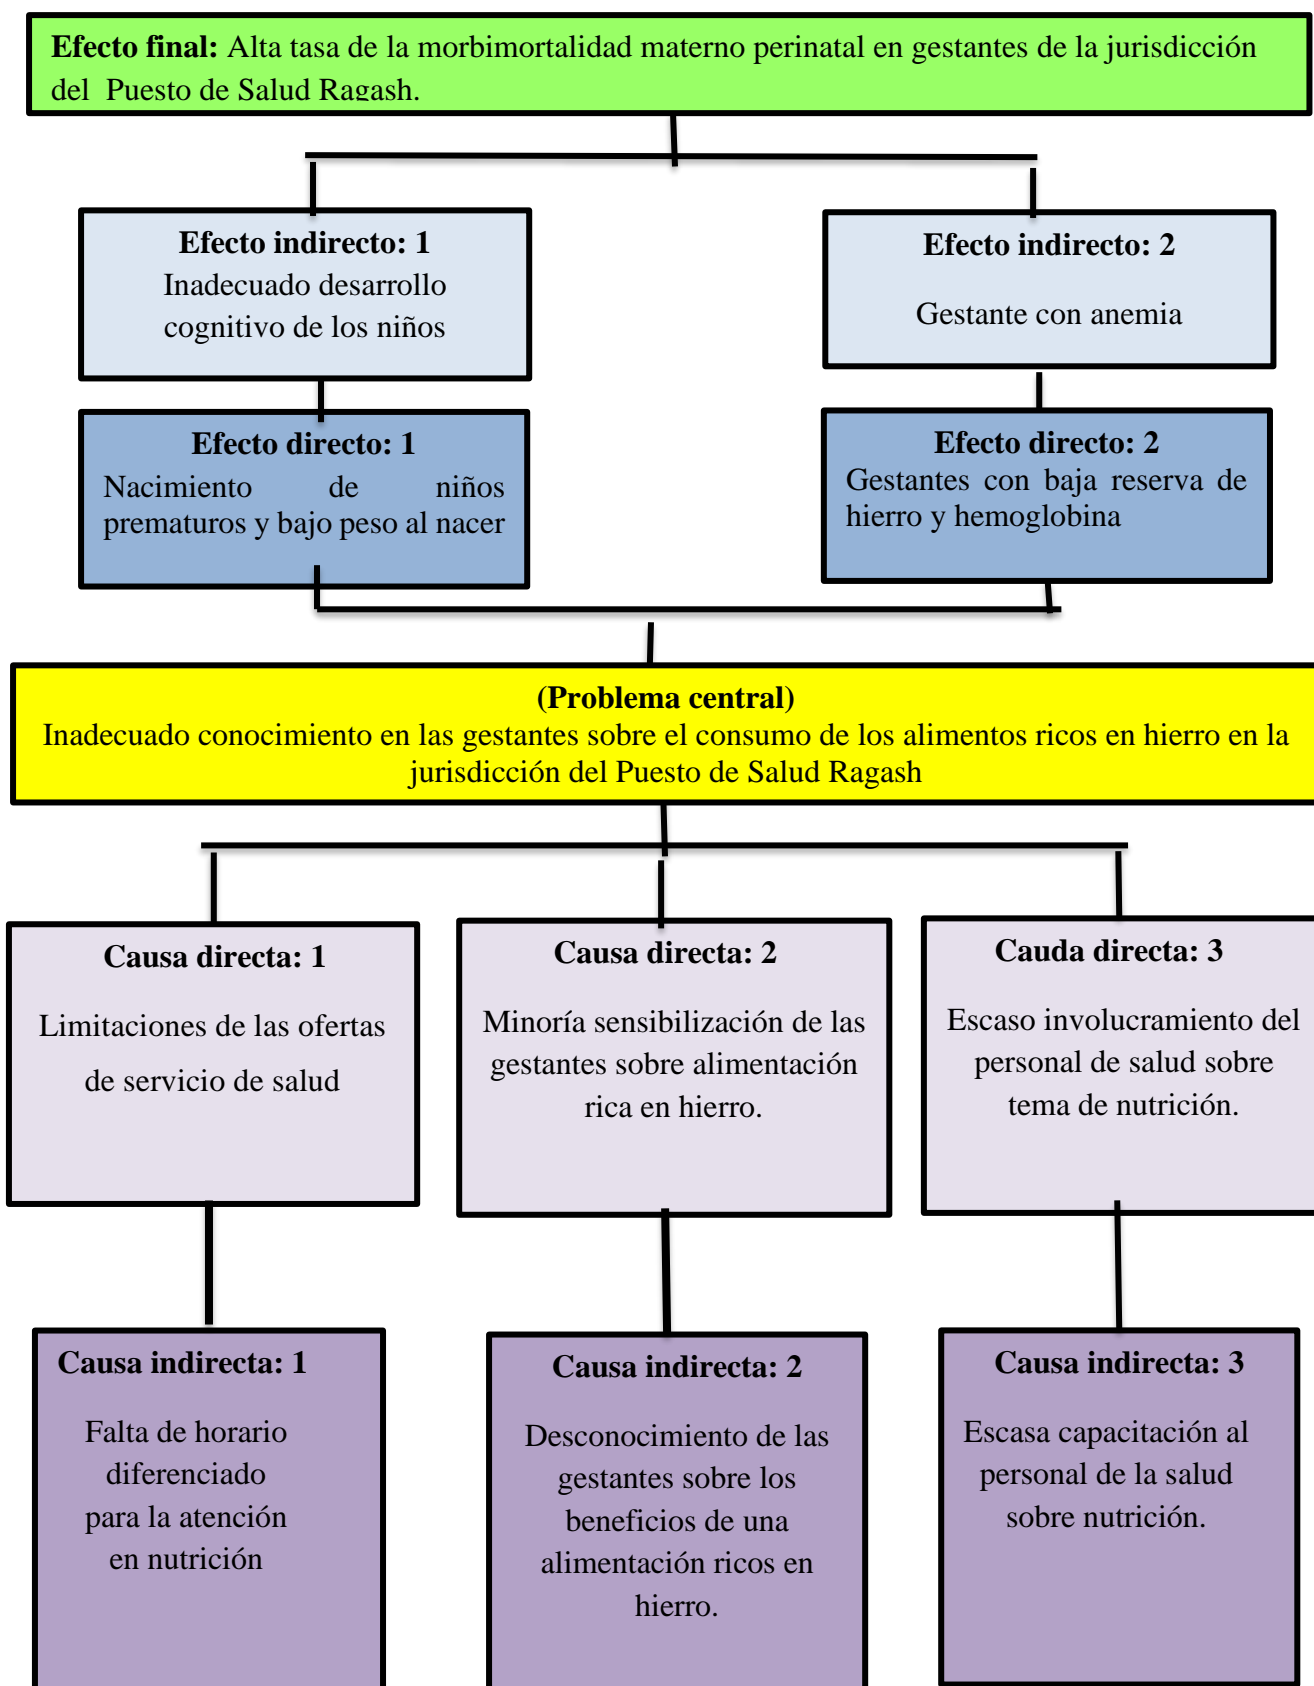 Efecto final: Alta tasa de la morbimortalidad materno perinatal en gestantes de la jurisdicción
del Puesto de Salud Ragash.
Efecto indirecto: 1
Inadecuado desarrollo
cognitivo de los niños
Efecto indirecto: 2
Gestante con anemia
Efecto directo: 1
Nacimiento de niños
prematuros y bajo peso al nacer
Efecto directo: 2
Gestantes con baja reserva de
hierro y hemoglobina
(Problema central)
Inadecuado conocimiento en las gestantes sobre el consumo de los alimentos ricos en hierro en la
jurisdicción del Puesto de Salud Ragash
Causa directa: 1
Limitaciones de las ofertas
de servicio de salud
Causa directa: 2
Minoría sensibilización de las
gestantes sobre alimentación
rica en hierro.
Cauda directa: 3
Escaso involucramiento del
personal de salud sobre
tema de nutrición.
Causa indirecta: 1
Falta de horario
diferenciado
para la atención
en nutrición
Causa indirecta: 2
Desconocimiento de las
gestantes sobre los
beneficios de una
alimentación ricos en
hierro.
Causa indirecta: 3
Escasa capacitación al
personal de la salud
sobre nutrición.